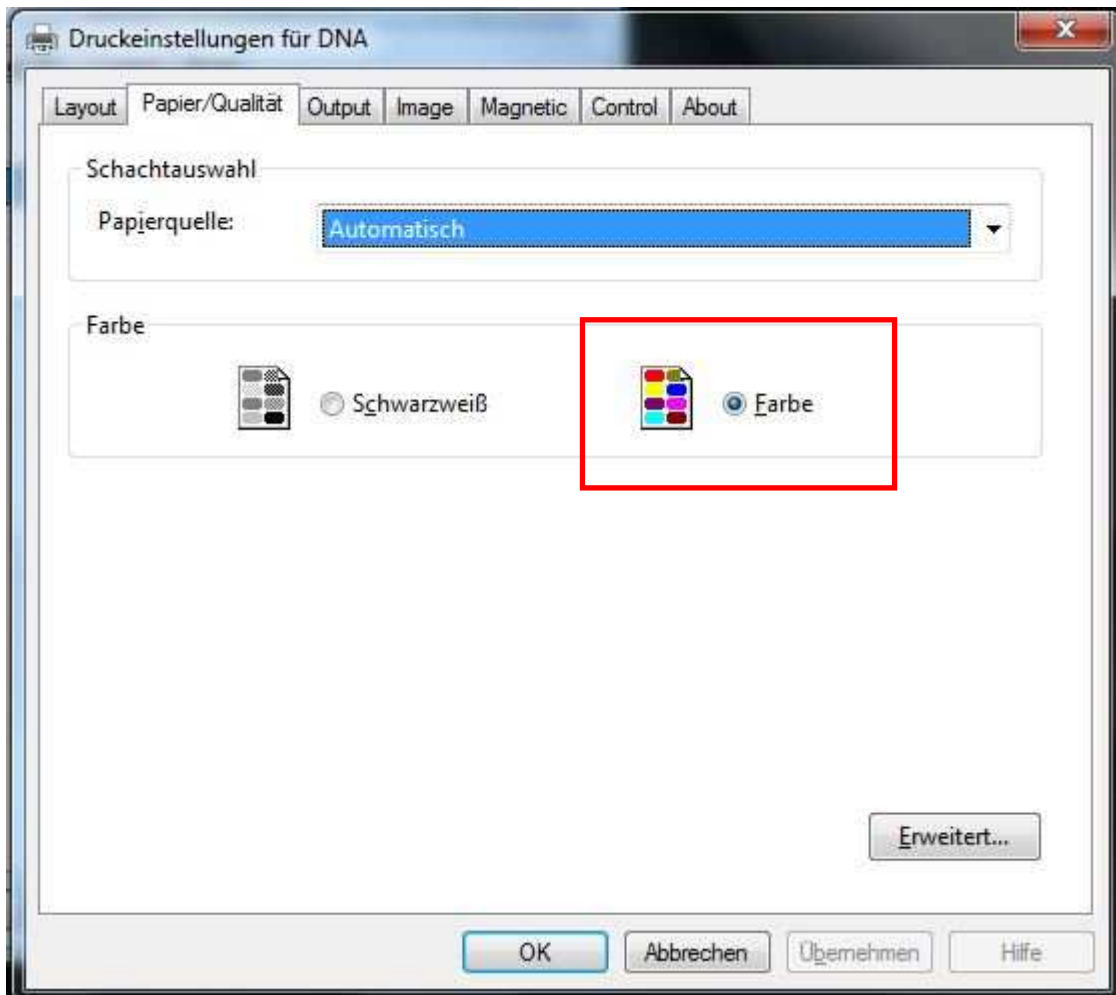 Druckeinstellungen für DNA
Layout Papier/Qualität Output Image Magnetic Control About
Schachtauswahl
Papierquelle: Automatisch
Farbe
Schwarzweiß Farbe
Erweitert...
OK Abbrechen Übernehmen Hilfe